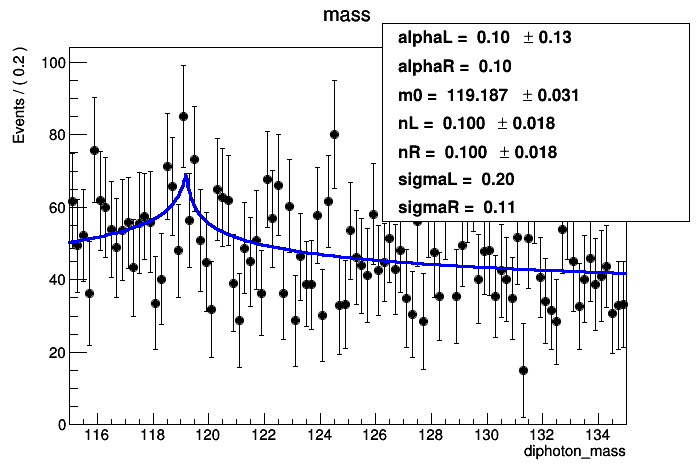 mass
alphaL = 0.10 ± 0.13
alphaR = 0.10
m0 = 119.187 ± 0.031
nL = 0.100 ± 0.018
nR = 0.100 ± 0.018
sigmaL = 0.20
sigmaR = 0.11
Events / ( 0.2 )
100
80
60
40
20
0
116 118 120 122 124 126 128 130 132 134
diphoton_mass